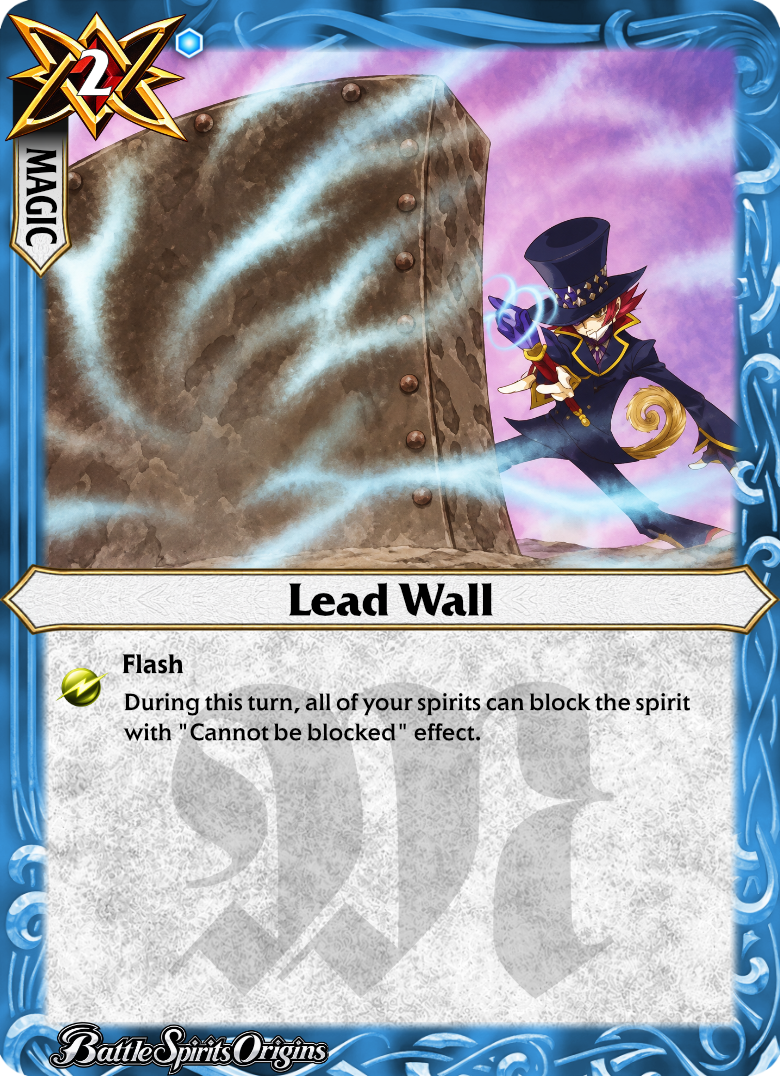 2
MAGIC
Lead Wall
Flash
During this turn, all of your spirits can block the spirit
with "Cannot be blocked" effect.
M
Battle Spirits Origins